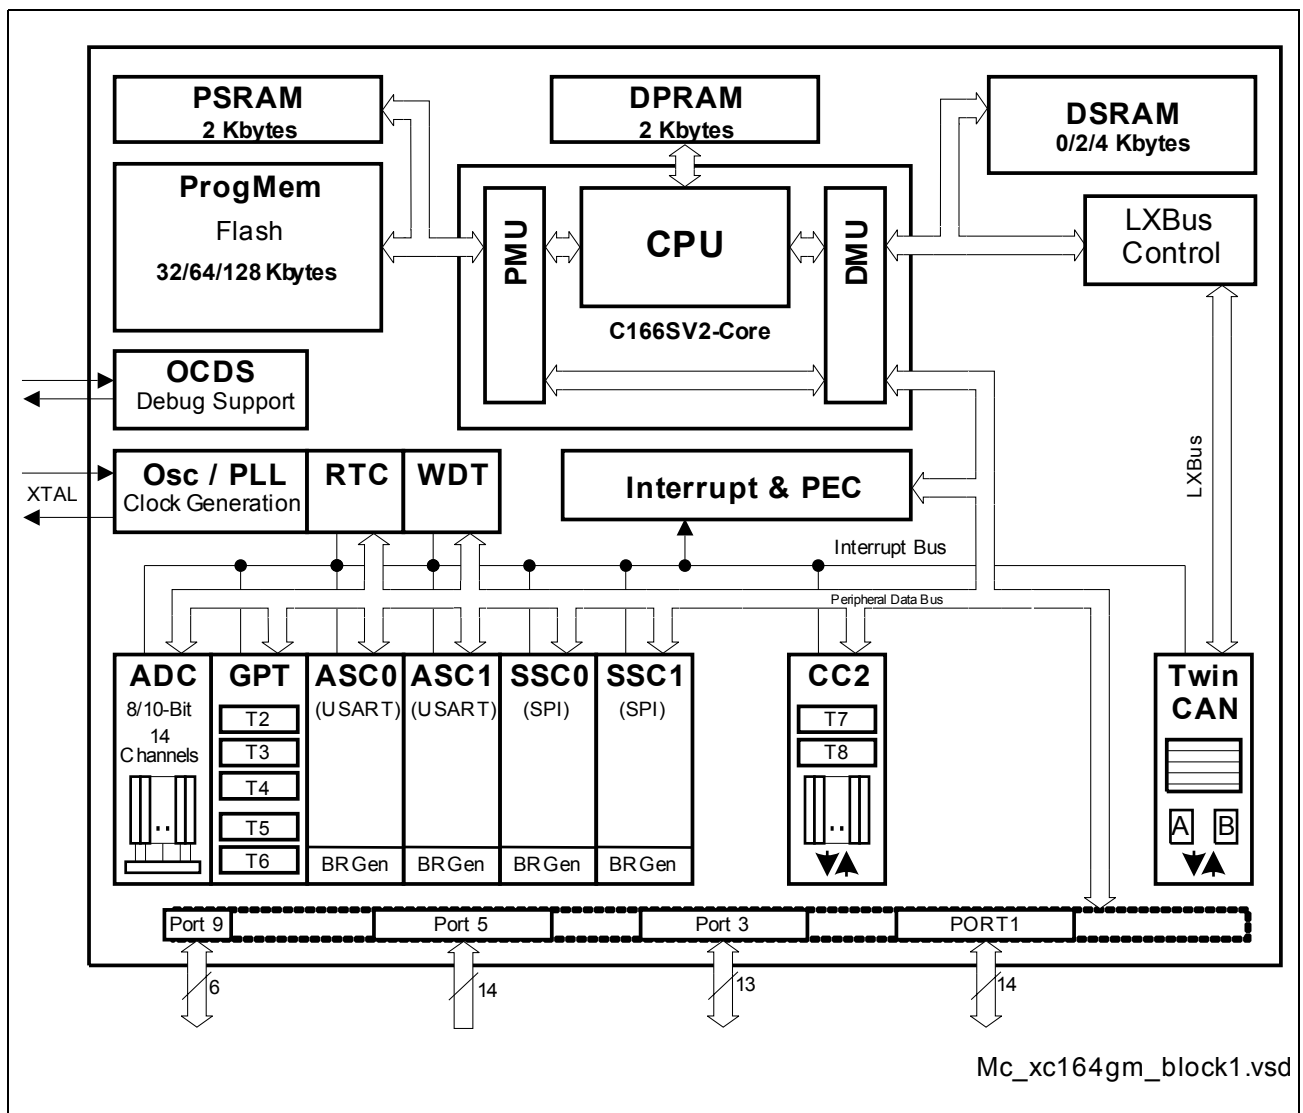 PSRAM
2 Kbytes
DPRAM
2 Kbytes
DSRAM
0/2/4 Kbytes
ProgMem
Flash
32/64/128 Kbytes
PMU
CPU
DMU
C166SV2-Core
LXBus
Control
OCDS
Debug Support
Osc / PLL
Clock Generation
RTC
WDT
XTAL
Interrupt & PEC
LXBus
Interrupt Bus
Peripheral Data Bus
ADC
8/10-Bit
14
Channels
GPT
T2
T3
T4
T5
T6
ASC0
(USART)
BRGen
ASC1
(USART)
BRGen
SSC0
(SPI)
BRGen
SSC1
(SPI)
BRGen
CC2
T7
T8
Twin
CAN
A
B
Port 9
Port 5
Port 3
PORT1
6
14
13
14
Mc_xc164gm_block1.vsd